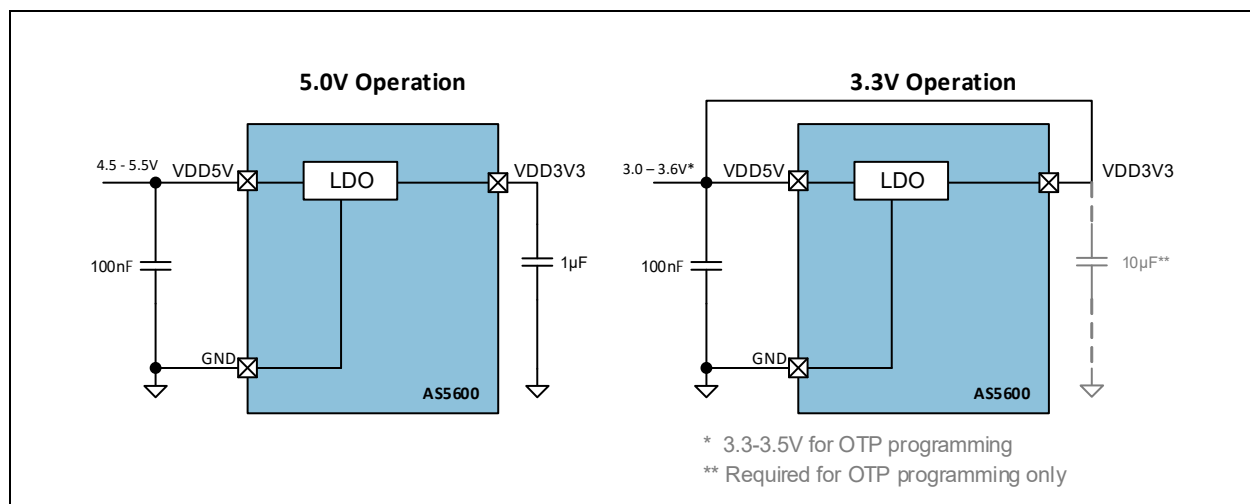 5.0V Operation
4.5 - 5.5V
VDD5V
LDO
VDD3V3
100nF
1µF
GND
AS5600
3.3V Operation
3.0 – 3.6V*
VDD5V
LDO
VDD3V3
100nF
10µF**
GND
AS5600
* 3.3-3.5V for OTP programming
** Required for OTP programming only